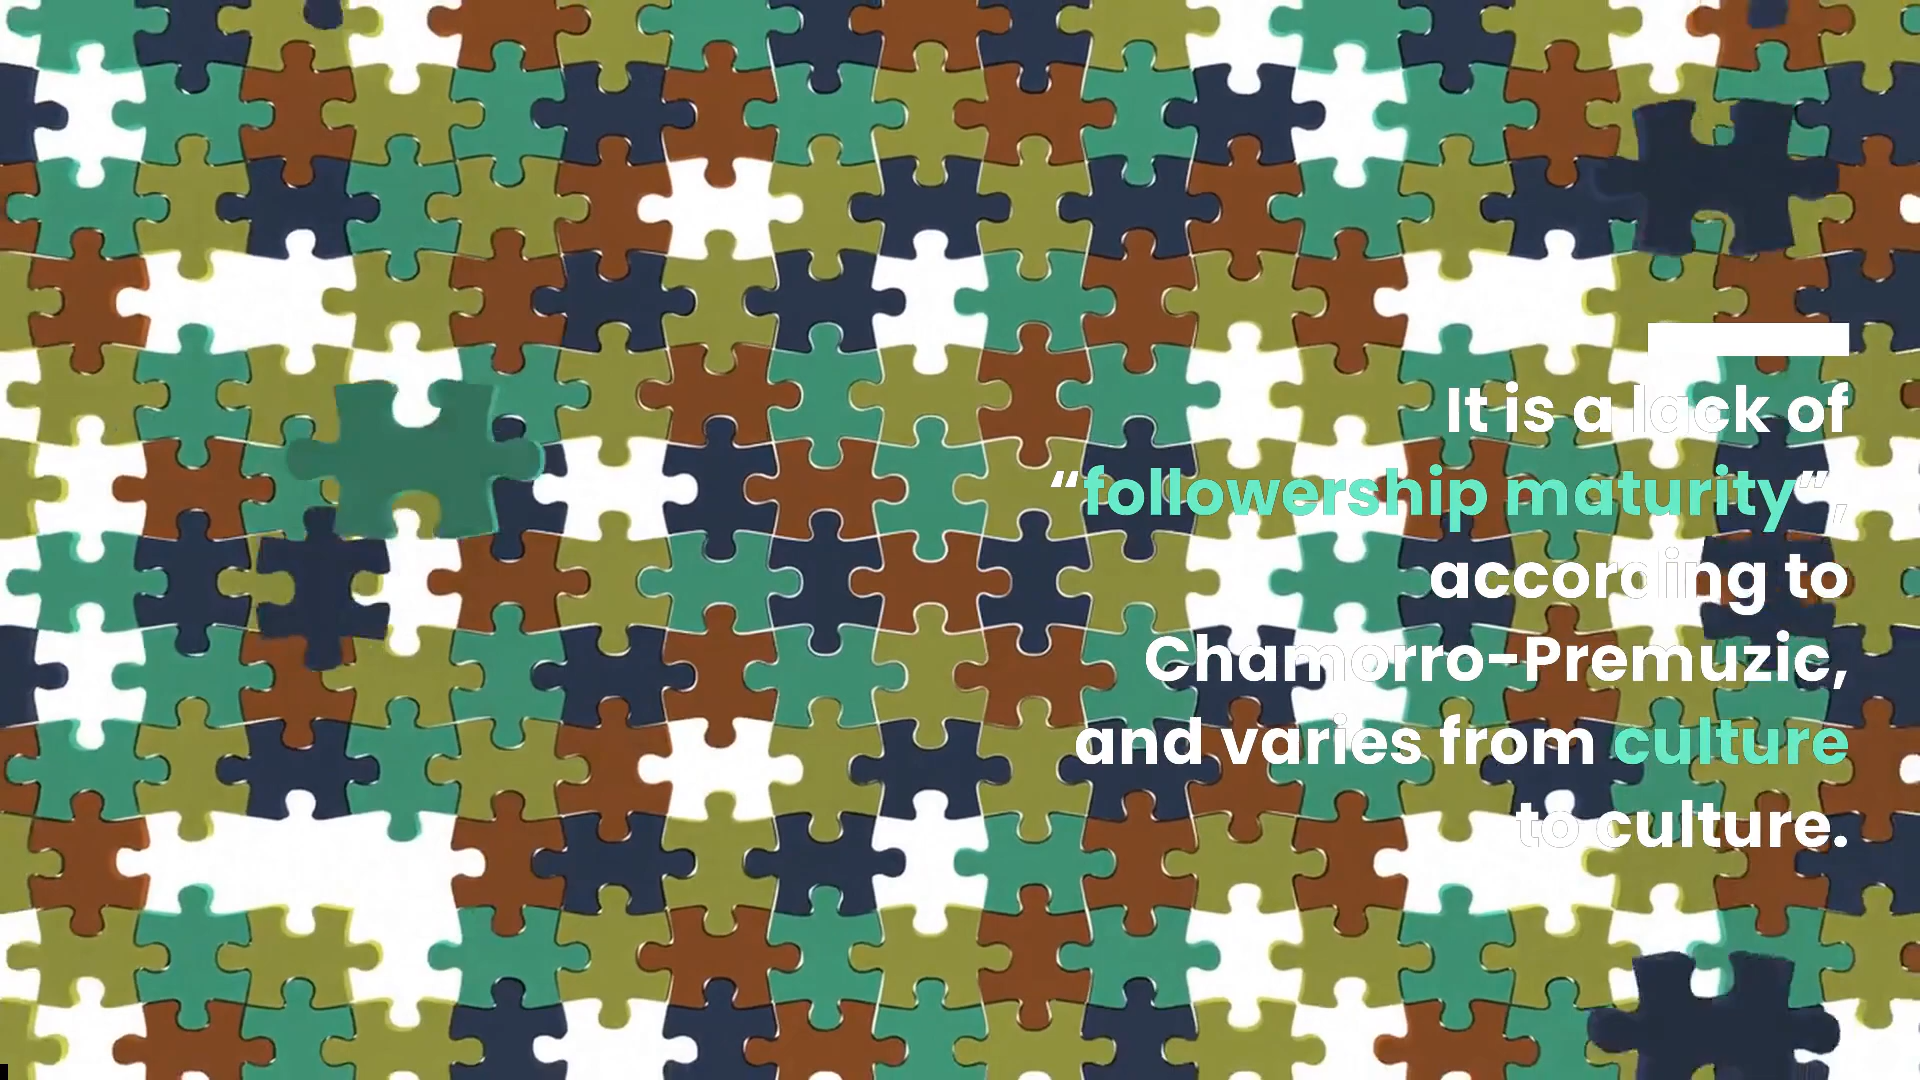 It is a lack of
“followership maturity”,
according to
Chamorro-Premuzic,
and varies from culture
to culture.